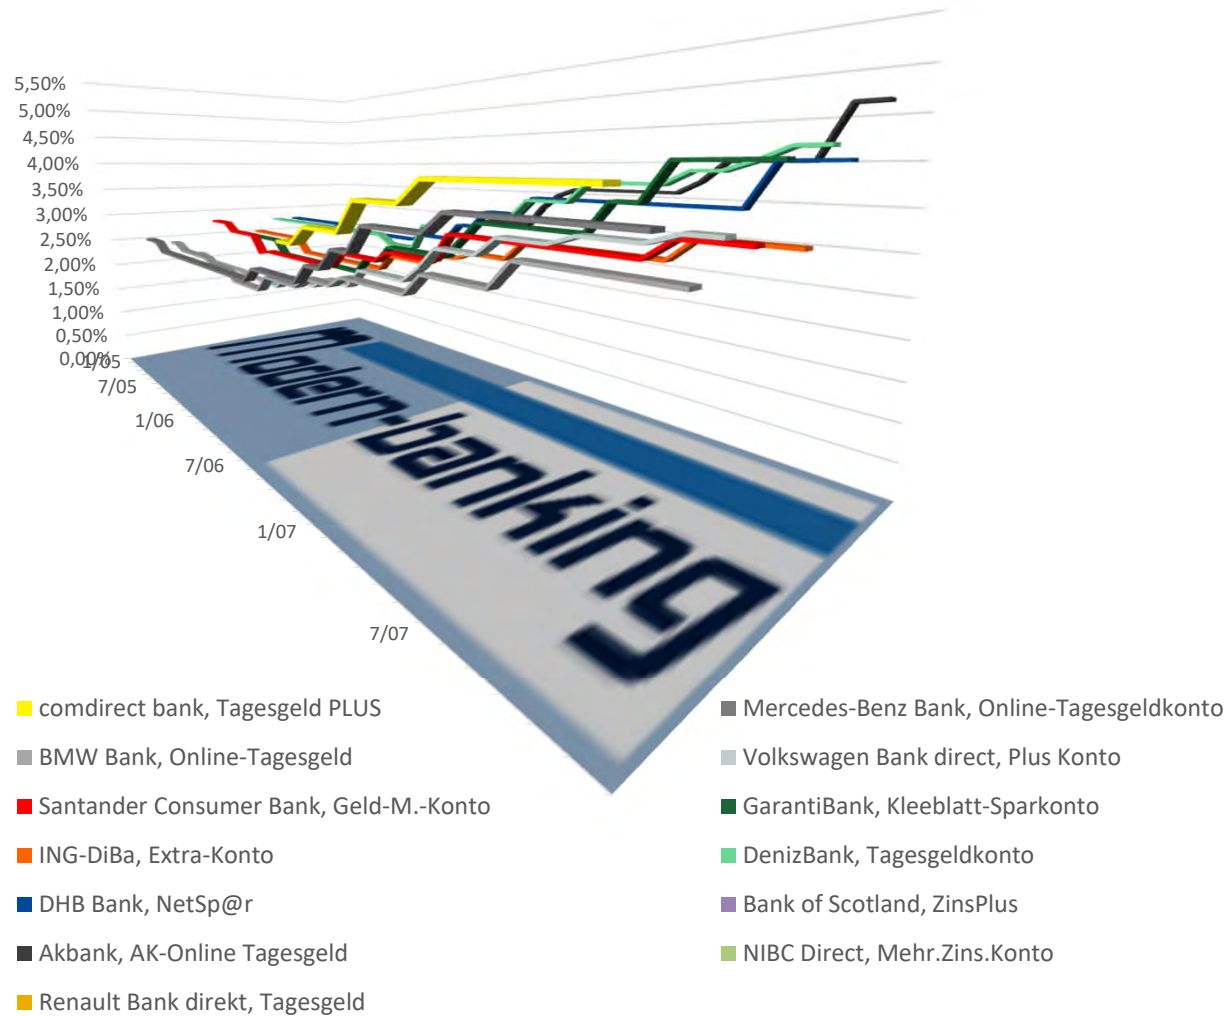 5,50%
5,00%
4,50%
4,00%
3,50%
3,00%
2,50%
2,00%
1,50%
1,00%
0,50%
0,00%
1/05
7/05
1/06
7/06
1/07
7/07
modern-banking
comdirect bank, Tagesgeld PLUS
Mercedes-Benz Bank, Online-Tagesgeldkonto
BMW Bank, Online-Tagesgeld
Volkswagen Bank direct, Plus Konto
Santander Consumer Bank, Geld-M.-Konto
GarantiBank, Kleeblatt-Sparkonto
ING-DiBa, Extra-Konto
DenizBank, Tagesgeldkonto
DHB Bank, NetSp@r
Bank of Scotland, ZinsPlus
Akbank, AK-Online Tagesgeld
NIBC Direct, Mehr.Zins.Konto
Renault Bank direkt, Tagesgeld